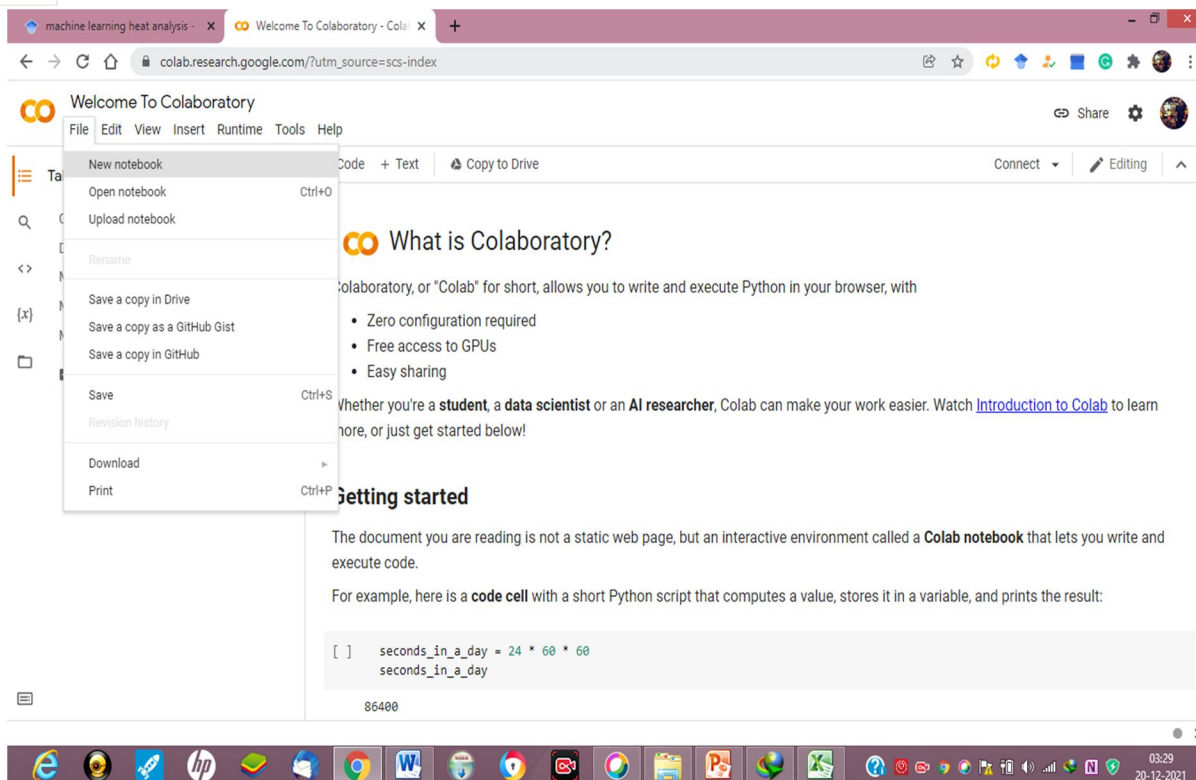 machine learning heat analysis -
Welcome To Colaboratory - Cola
colab.research.google.com/?utm_source=scs-index
Welcome To Colaboratory
Share
File Edit View Insert Runtime Tools Help
New notebook
Open notebook Ctrl+O
Upload notebook
Rename
Save a copy in Drive
Save a copy as a GitHub Gist
Save a copy in GitHub
Save Ctrl+S
Revision history
Download
Print Ctrl+P
Code + Text Copy to Drive
Connect Editing
{x}
What is Colaboratory?
olaboratory, or "Colab" for short, allows you to write and execute Python in your browser, with
• Zero configuration required
• Free access to GPUs
• Easy sharing
Whether you're a student, a data scientist or an AI researcher, Colab can make your work easier. Watch Introduction to Colab to learn
more, or just get started below!
Getting started
The document you are reading is not a static web page, but an interactive environment called a Colab notebook that lets you write and
execute code.
For example, here is a code cell with a short Python script that computes a value, stores it in a variable, and prints the result:
[ ] seconds_in_a_day = 24 * 60 * 60
seconds_in_a_day
86400
hp
03:29
20-12-2021